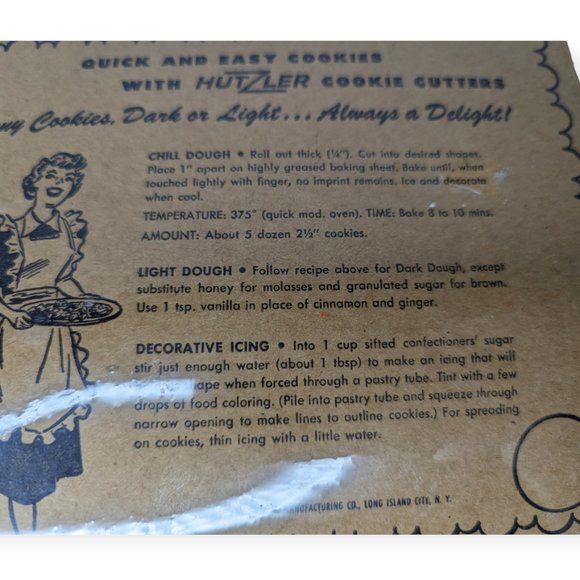 QUICK AND EASY COOKIES
WITH HUTZLER COOKIE CUTTERS
Cookies, Dark or Light... Always a Delight!
CHILL DOUGH • Roll out thick (¼"). Cut into desired shapes.
Place 1" apart on highly greased baking sheet. Bake until, when
touched lightly with finger, no imprint remains. Ice and decorate
when cool.
TEMPERATURE: 375° (quick mod. oven). TIME: Bake 8 to 10 mins.
AMOUNT: About 5 dozen 2½" cookies.
LIGHT DOUGH • Follow recipe above for Dark Dough, except
substitute honey for molasses and granulated sugar for brown.
Use 1 tsp. vanilla in place of cinnamon and ginger.
DECORATIVE ICING • Into 1 cup sifted confectioners' sugar
stir just enough water (about 1 tbsp) to make an icing that will
ape when forced through a pastry tube. Tint with a few
drops of food coloring. (Pile into pastry tube and squeeze through
narrow opening to make lines to outline cookies.) For spreading
on cookies, thin icing with a little water.
NUFACTURING CO., LONG ISLAND CITY, N. Y.